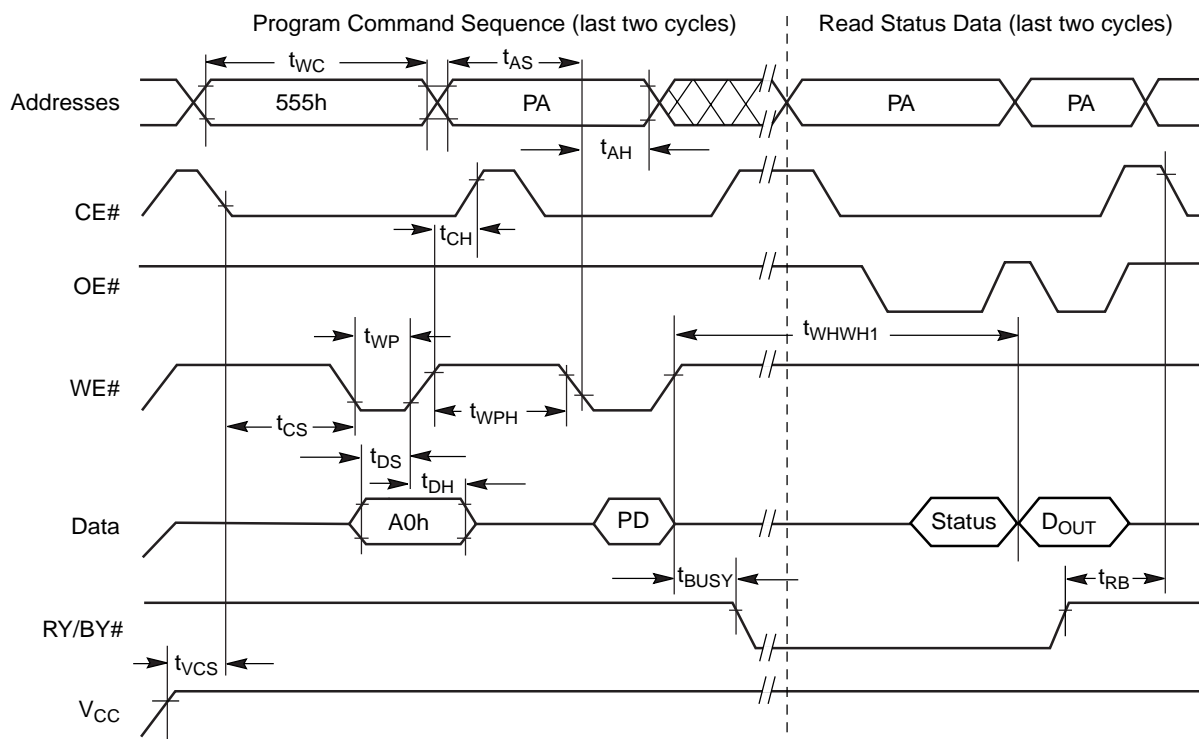 Program Command Sequence (last two cycles)
Read Status Data (last two cycles)
tWC
tAS
Addresses
555h
PA
PA
PA
tAH
CE#
tCH
OE#
tWP
tWHWH1
WE#
tCS
tWPH
tDS
tDH
Data
A0h
PD
Status
DOUT
tBUSY
tRB
RY/BY#
tVCS
VCC